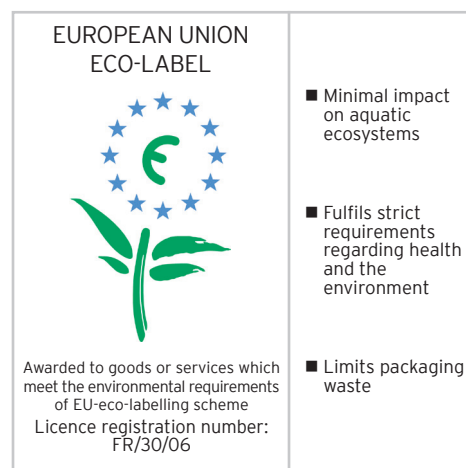 EUROPEAN UNION
ECO-LABEL
Awarded to goods or services which
meet the environmental requirements
of EU-eco-labelling scheme
Licence registration number:
FR/30/06
■ Minimal impact
on aquatic
ecosystems
■ Fulfils strict
requirements
regarding health
and the
environment
■ Limits packaging
waste